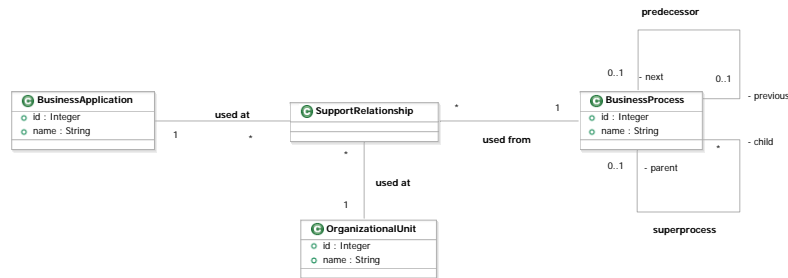 predecessor
0..1
- next
0..1
- previous
C BusinessApplication
id : Integer
name : String
used at
1
*
C SupportRelationship
*
1
used from
C BusinessProcess
id : Integer
name : String
- child
*
0..1
- parent
superprocess
*
used at
1
C OrganizationalUnit
id : Integer
name : String